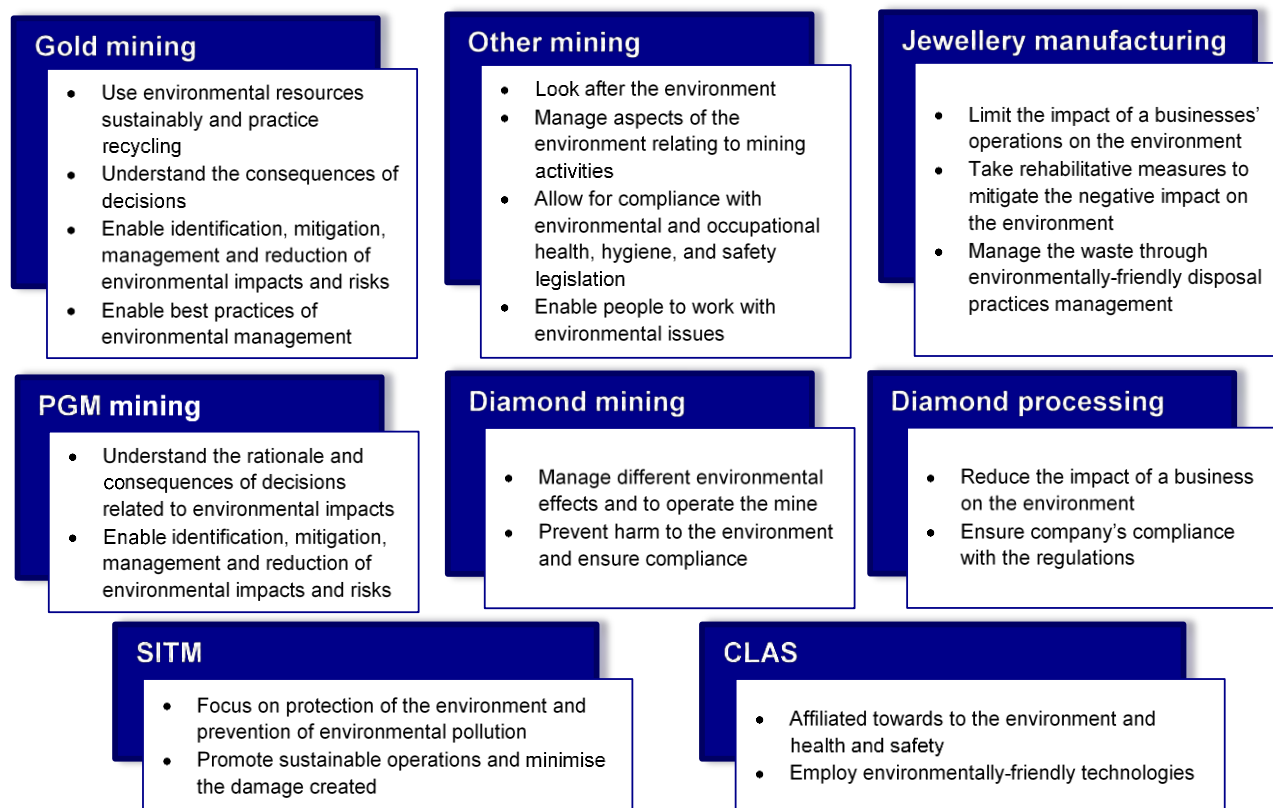 Gold mining
• Use environmental resources
sustainably and practice
recycling
• Understand the consequences of
decisions
• Enable identification, mitigation,
management and reduction of
environmental impacts and risks
• Enable best practices of
environmental management
Other mining
• Look after the environment
• Manage aspects of the
environment relating to mining
activities
• Allow for compliance with
environmental and occupational
health, hygiene, and safety
legislation
• Enable people to work with
environmental issues
Jewellery manufacturing
• Limit the impact of a businesses’
operations on the environment
• Take rehabilitative measures to
mitigate the negative impact on
the environment
• Manage the waste through
environmentally-friendly disposal
practices management
PGM mining
• Understand the rationale and
consequences of decisions
related to environmental impacts
• Enable identification, mitigation,
management and reduction of
environmental impacts and risks
Diamond mining
• Manage different environmental
effects and to operate the mine
• Prevent harm to the environment
and ensure compliance
Diamond processing
• Reduce the impact of a business
on the environment
• Ensure company’s compliance
with the regulations
SITM
• Focus on protection of the environment and
prevention of environmental pollution
• Promote sustainable operations and minimise
the damage created
CLAS
• Affiliated towards to the environment and
health and safety
• Employ environmentally-friendly technologies